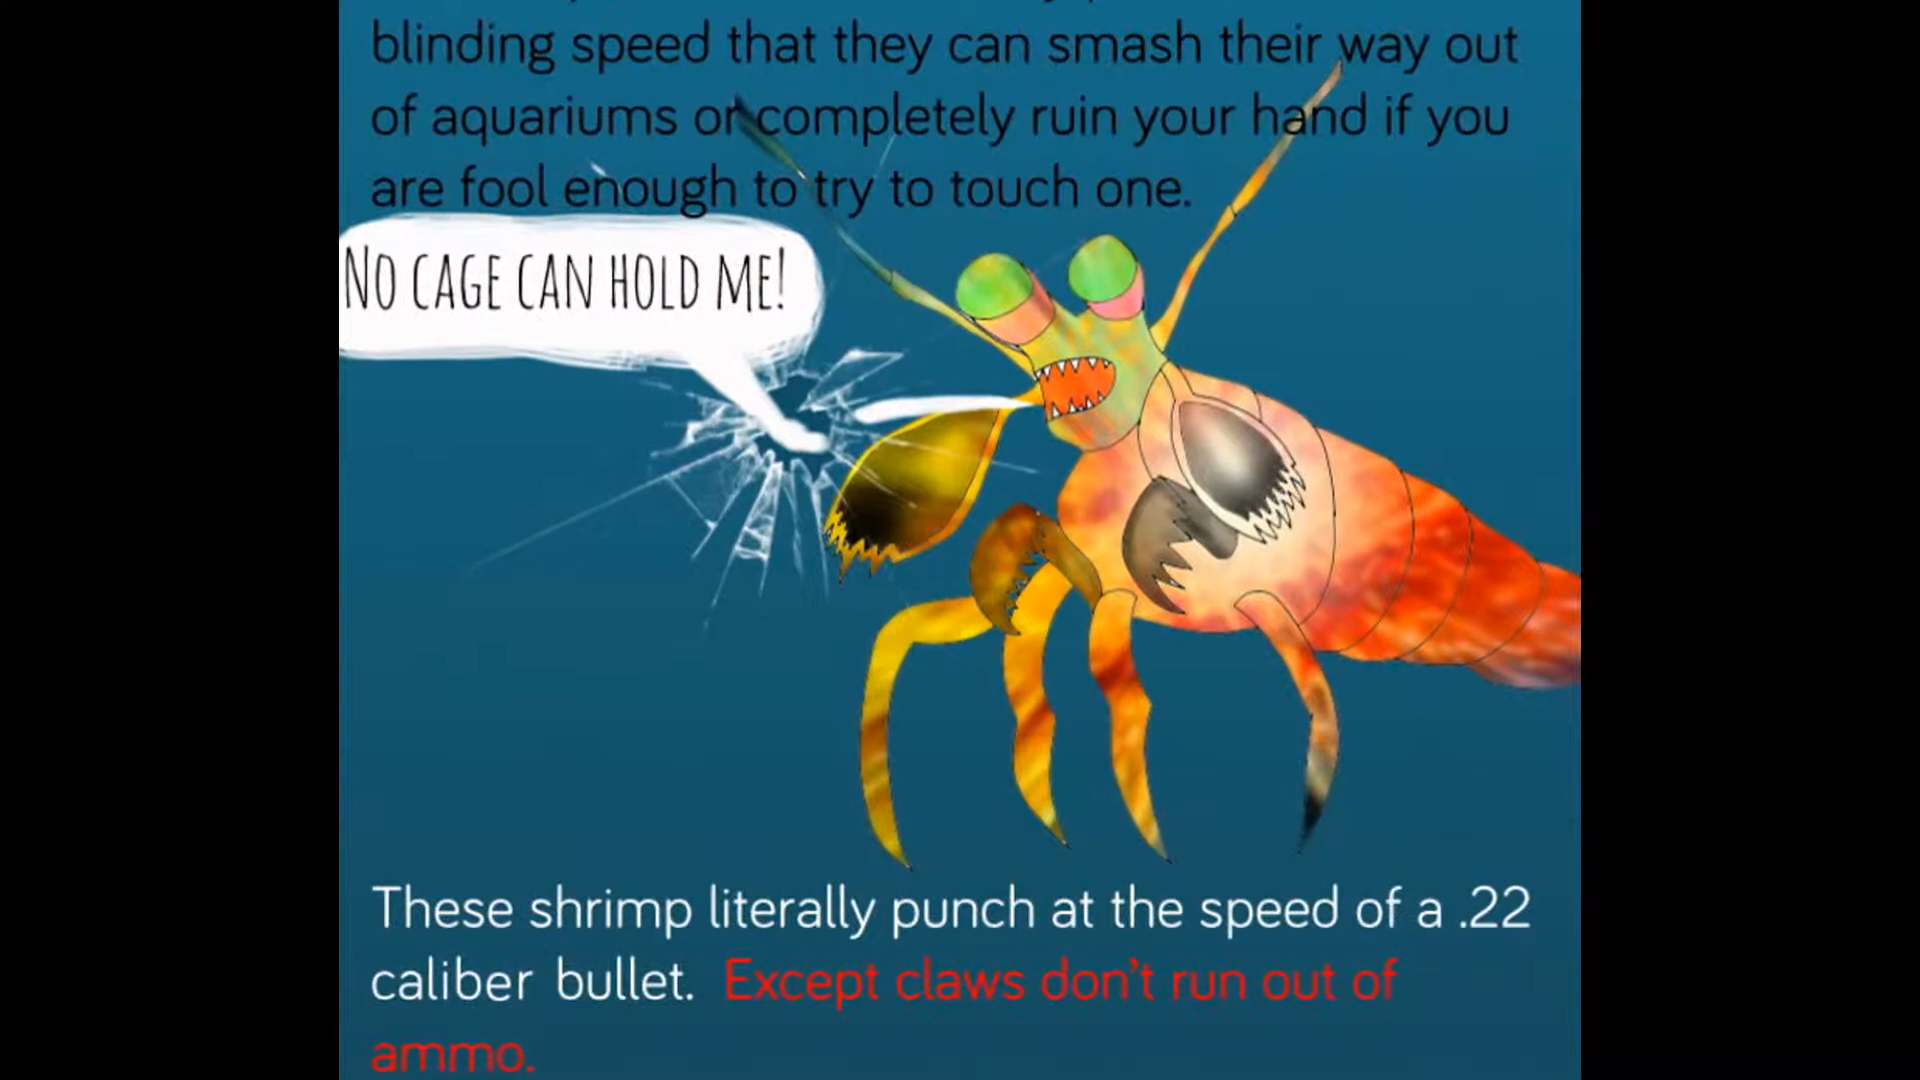 blinding speed that they can smash their way out
of aquariums or completely ruin your hand if you
are fool enough to try to touch one.
No cage can hold me!
These shrimp literally punch at the speed of a .22
caliber bullet. Except claws don't run out of
ammo.